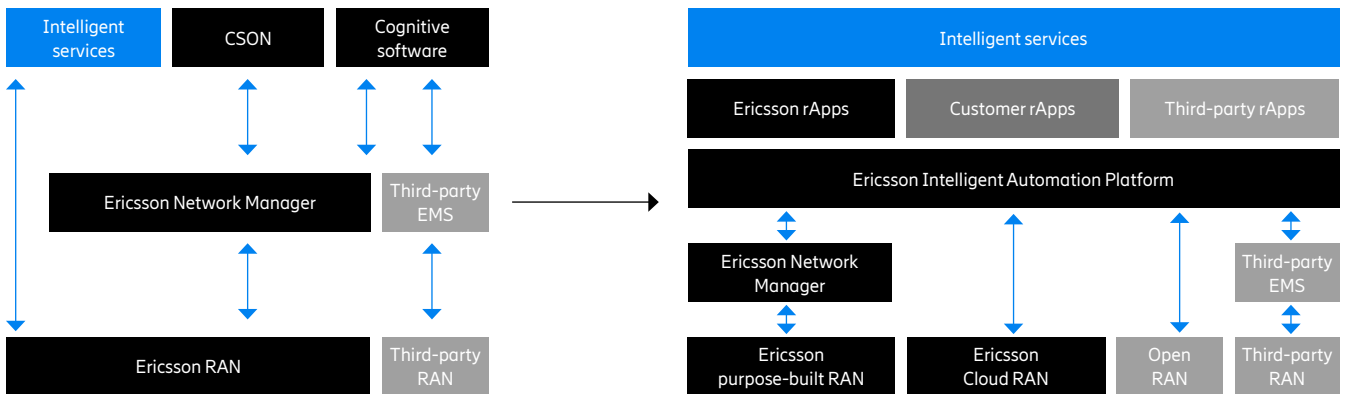 Intelligent
services
CSON
Cognitive
software
Ericsson Network Manager
Third-party
EMS
Ericsson RAN
Third-party
RAN
Intelligent services
Ericsson rApps
Customer rApps
Third-party rApps
Ericsson Intelligent Automation Platform
Ericsson Network
Manager
Third-party
EMS
Ericsson
purpose-built RAN
Ericsson
Cloud RAN
Open
RAN
Third-party
RAN